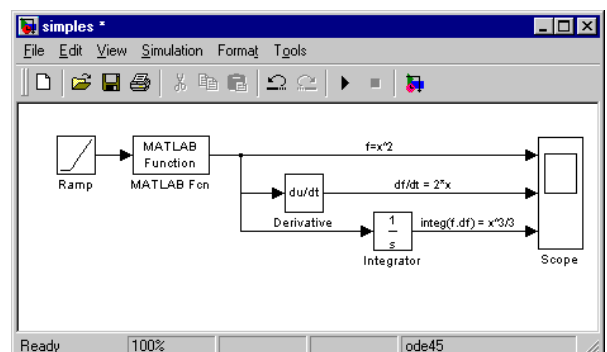 simples *
File Edit View Simulation Format Tools
MATLAB
Function
Ramp
MATLAB Fcn
f=x^2
du/dt
df/dt = 2*x
Derivative
1
s
integ(f.df) = x^3/3
Integrator
Scope
Ready 100% ode45